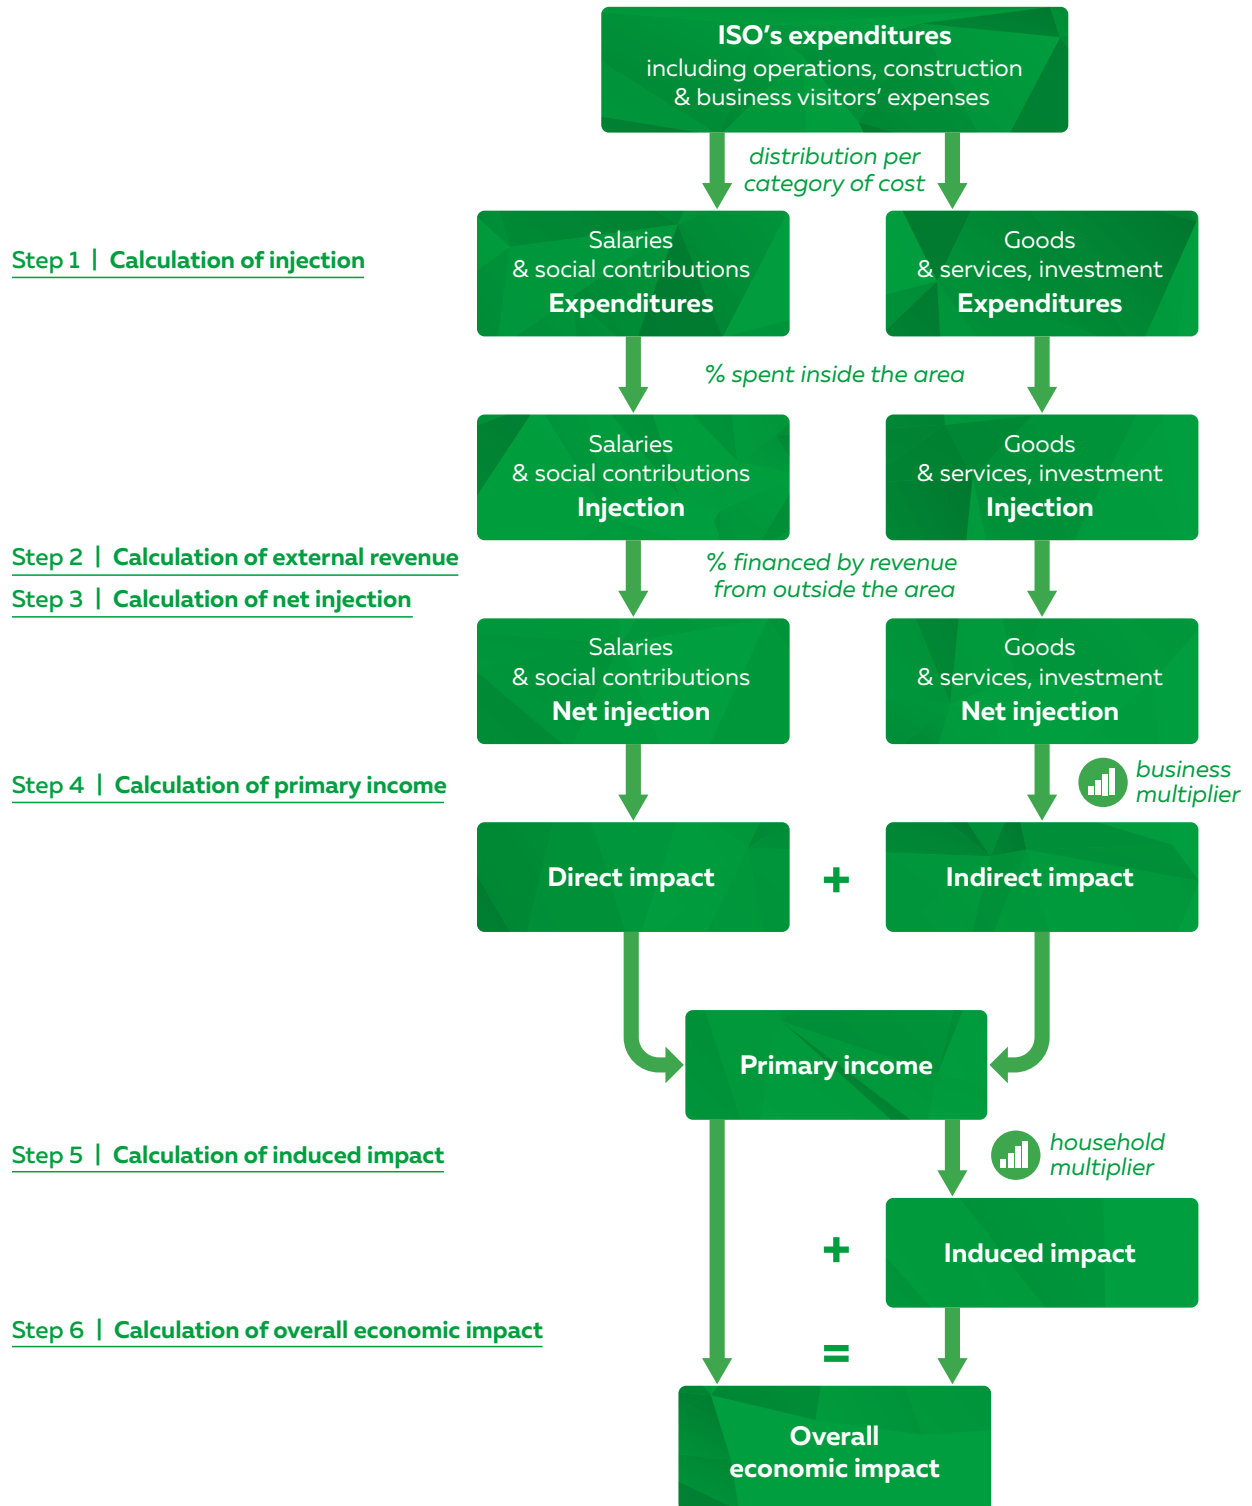 ISO’s expenditures
including operations, construction
& business visitors’ expenses
distribution per
category of cost
Step 1 | Calculation of injection
Salaries
& social contributions
Expenditures
Goods
& services, investment
Expenditures
% spent inside the area
Salaries
& social contributions
Injection
Goods
& services, investment
Injection
Step 2 | Calculation of external revenue
Step 3 | Calculation of net injection
% financed by revenue
from outside the area
Salaries
& social contributions
Net injection
Goods
& services, investment
Net injection
Step 4 | Calculation of primary income
business
multiplier
Direct impact
+
Indirect impact
Primary income
Step 5 | Calculation of induced impact
household
multiplier
+
Induced impact
Step 6 | Calculation of overall economic impact
=
Overall
economic impact